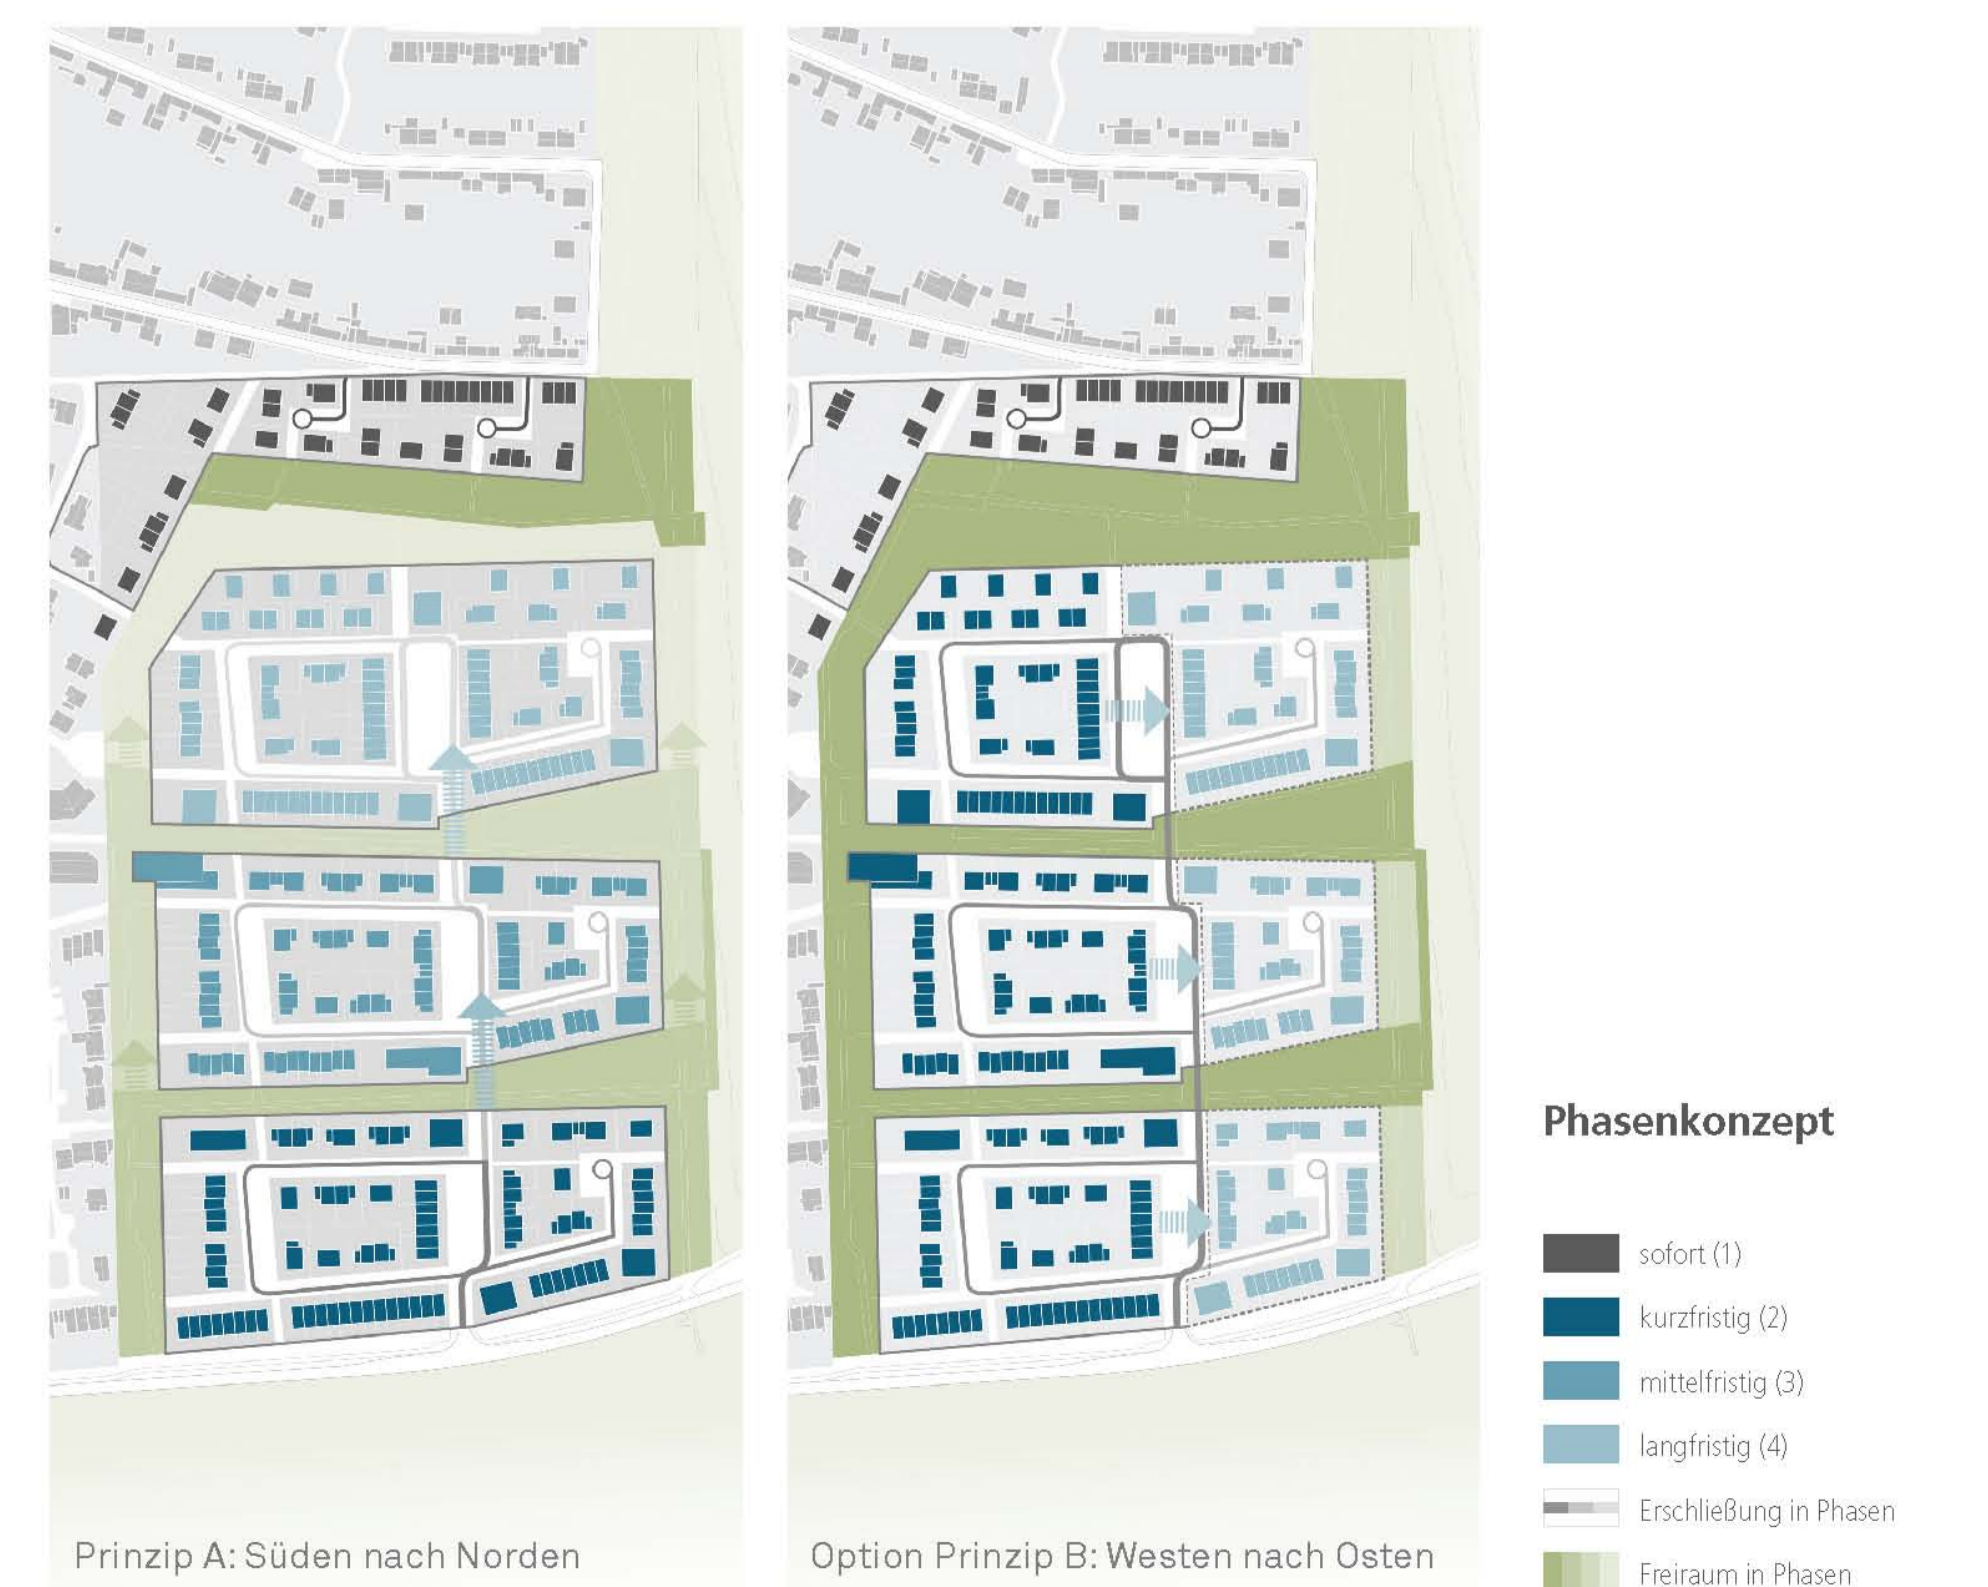 Phasenkonzept
sofort (1)
kurzfristig (2)
mittelfristig (3)
langfristig (4)
Erschließung in Phasen
Freiraum in Phasen
Prinzip A: Süden nach Norden
Option Prinzip B: Westen nach Osten